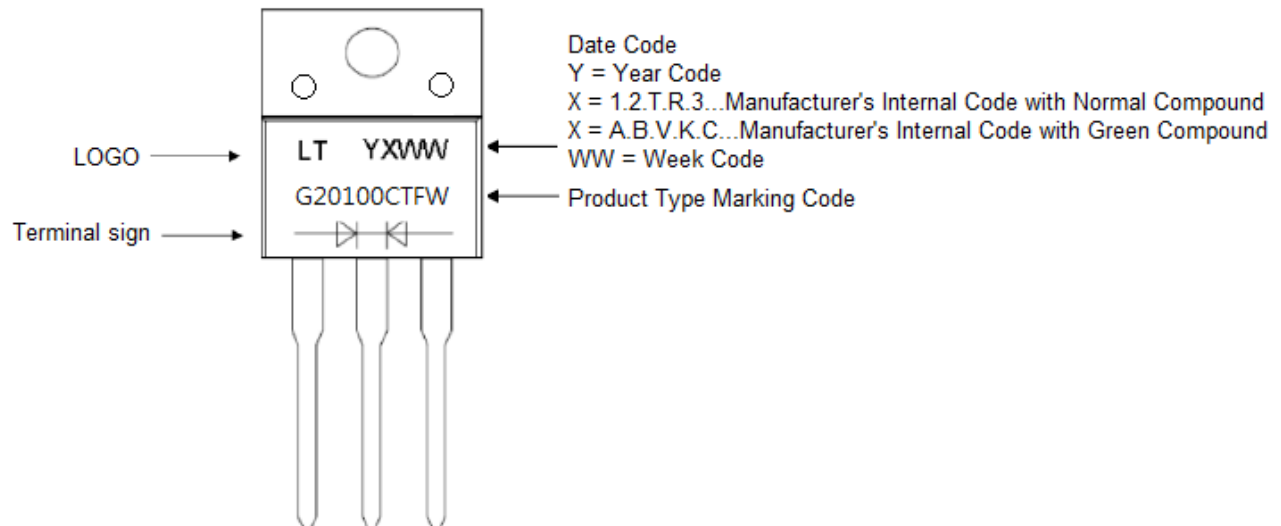 Date Code
Y = Year Code
X = 1.2.T.R.3...Manufacturer's Internal Code with Normal Compound
X = A.B.V.K.C...Manufacturer's Internal Code with Green Compound
WW = Week Code
LOGO
LT YXWW
G20100CTFW
Product Type Marking Code
Terminal sign